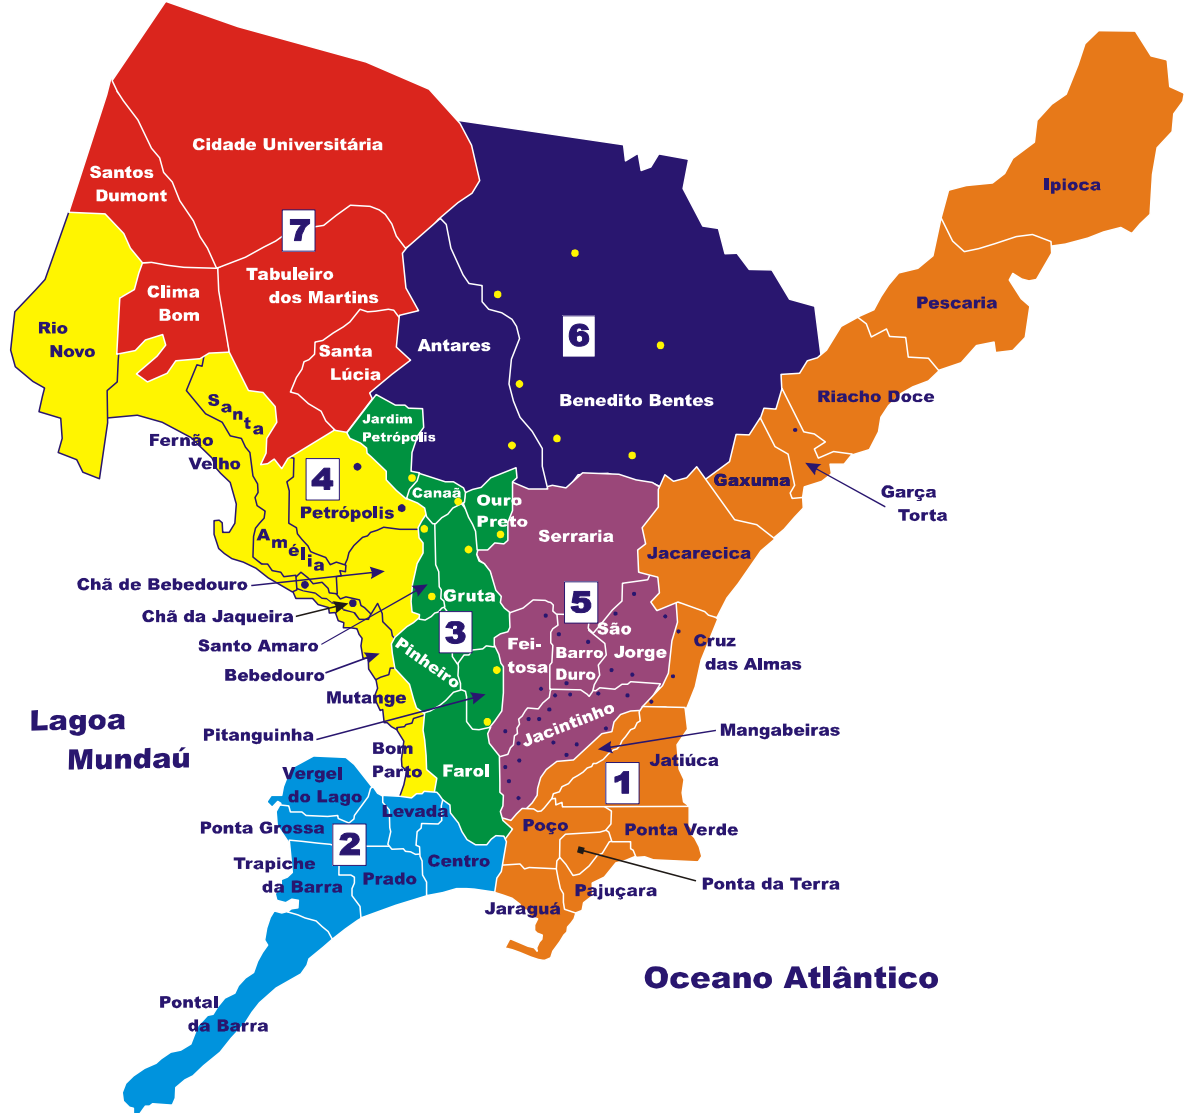 Cidade Universitária
Santos
Dumont
7
Tabuleiro
dos Martins
Clima
Bom
Santa
Lúcia
Rio
Novo
Antares
6
Benedito Bentes
Ipioca
Pescaria
Riacho Doce
Gaxuma
Garça
Torta
Jacarecica
Santa
Amélia
Fernão
Velho
4
Petrópolis
Jardim
Petrópolis
Canaã
Ouro
Preto
Serraria
Chã de Bebedouro
Chã da Jaqueira
Santo Amaro
Bebedouro
Mutange
Pitanguinha
Bom
Parto
Gruta
3
Pinheiro
Farol
5
Fei-
tosa
Barro
Duro
São
Jorge
Jacintinho
Cruz
das Almas
Mangabeiras
Jatiúca
1
Poço
Ponta Verde
Ponta da Terra
Pajuçara
Jaraguá
Lagoa
Mundaú
Vergel
do Lago
Levada
Ponta Grossa
2
Trapiche
da Barra
Prado
Centro
Pontal
da Barra
Oceano Atlântico